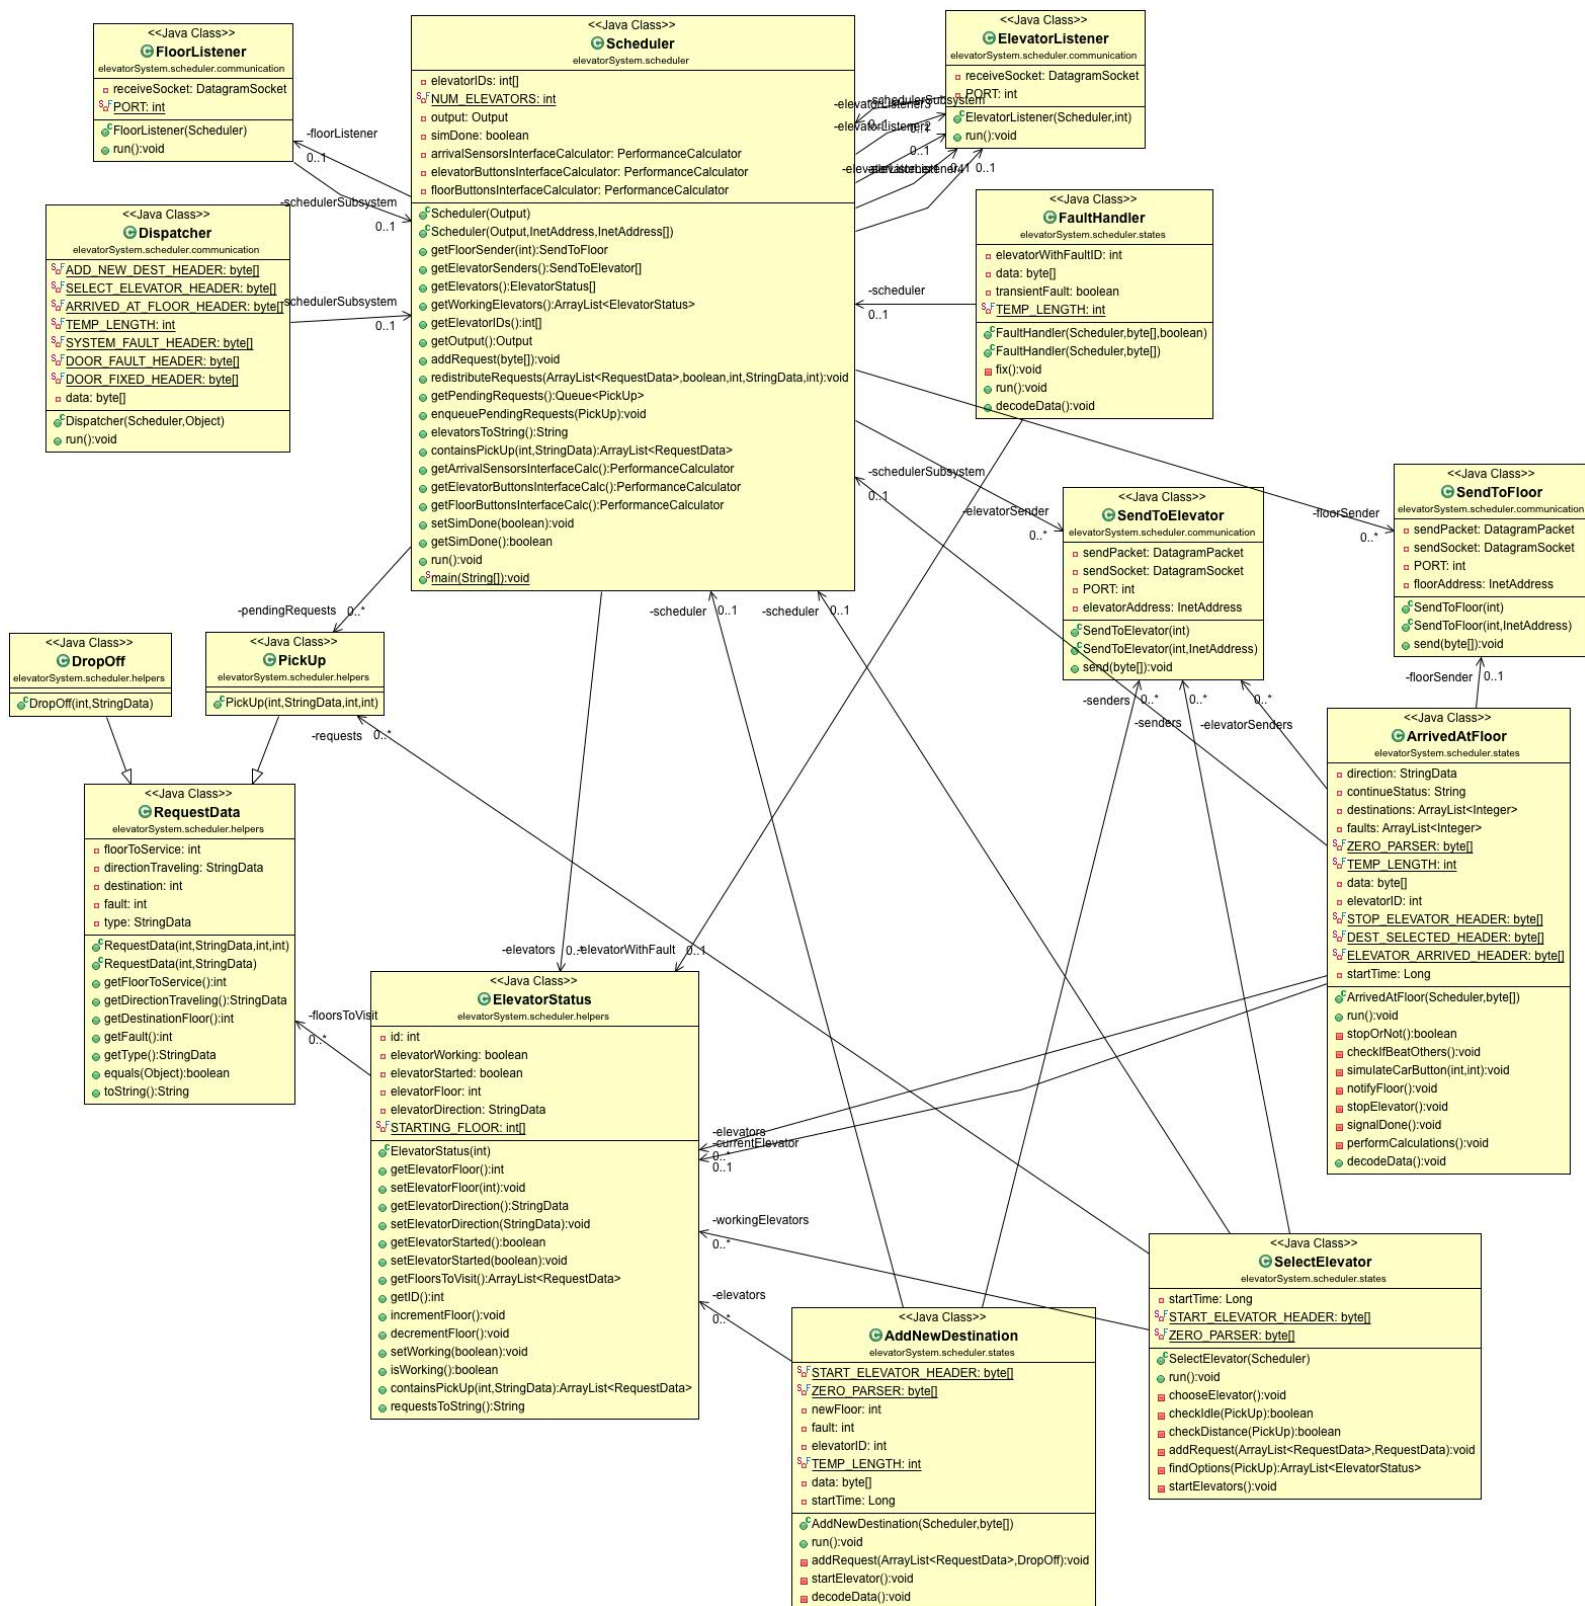 <<Java Class>>
FloorListener
elevatorSystem.scheduler.communication
receiveSocket: DatagramSocket
PORT: int
FloorListener(Scheduler)
run():void
<<Java Class>>
Scheduler
elevatorSystem.scheduler
elevatorIDs: int[]
NUM_ELEVATORS: int
output: Output
simDone: boolean
arrivalSensorsInterfaceCalculator: PerformanceCalculator
elevatorButtonsInterfaceCalculator: PerformanceCalculator
floorButtonsInterfaceCalculator: PerformanceCalculator
Scheduler(Output)
Scheduler(Output,InetAddress,InetAddress[])
getFloorSender(int):SendToFloor
getElevatorSenders():SendToElevator[]
getElevators():ElevatorStatus[]
getWorkingElevators():ArrayList<ElevatorStatus>
getElevatorIDs():int[]
getOutput():Output
addRequest(byte[]):void
redistributeRequests(ArrayList<RequestData>,boolean,int,StringData,int):void
getPendingRequests():Queue<PickUp>
enqueuePendingRequests(PickUp):void
elevatorsToString():String
containsPickUp(int,StringData):ArrayList<RequestData>
getArrivalSensorsInterfaceCalc():PerformanceCalculator
getElevatorButtonsInterfaceCalc():PerformanceCalculator
getFloorButtonsInterfaceCalc():PerformanceCalculator
setSimDone(boolean):void
getSimDone():boolean
run():void
main(String[]):void
<<Java Class>>
ElevatorListener
elevatorSystem.scheduler.communication
receiveSocket: DatagramSocket
PORT: int
ElevatorListener(Scheduler,int)
run():void
-schedulerSubsystem
-elevatorListener3
0..1
-elevatorListener2
0..1
0..1
-elevatorListener4
0..1
0..1
-floorListener
0..1
-schedulerSubsystem
0..1
<<Java Class>>
Dispatcher
elevatorSystem.scheduler.communication
ADD_NEW_DEST_HEADER: byte[]
SELECT_ELEVATOR_HEADER: byte[]
ARRIVED_AT_FLOOR_HEADER: byte[]
TEMP_LENGTH: int
SYSTEM_FAULT_HEADER: byte[]
DOOR_FAULT_HEADER: byte[]
DOOR_FIXED_HEADER: byte[]
data: byte[]
Dispatcher(Scheduler,Object)
run():void
-schedulerSubsystem
0..1
<<Java Class>>
FaultHandler
elevatorSystem.scheduler.states
elevatorWithFaultID: int
data: byte[]
transientFault: boolean
TEMP_LENGTH: int
FaultHandler(Scheduler,byte[],boolean)
FaultHandler(Scheduler,byte[])
fix():void
run():void
decodeData():void
-scheduler
0..1
-schedulerSubsystem
0..1
-elevatorSender
0..*
<<Java Class>>
SendToElevator
elevatorSystem.scheduler.communication
sendPacket: DatagramPacket
sendSocket: DatagramSocket
PORT: int
elevatorAddress: InetAddress
SendToElevator(int)
SendToElevator(int,InetAddress)
send(byte[]):void
-floorSender
0..*
<<Java Class>>
SendToFloor
elevatorSystem.scheduler.communication
sendPacket: DatagramPacket
sendSocket: DatagramSocket
PORT: int
floorAddress: InetAddress
SendToFloor(int)
SendToFloor(int,InetAddress)
send(byte[]):void
-floorSender
0..1
-pendingRequests
0..*
-scheduler
0..1
-scheduler
0..1
<<Java Class>>
DropOff
elevatorSystem.scheduler.helpers
DropOff(int,StringData)
<<Java Class>>
PickUp
elevatorSystem.scheduler.helpers
PickUp(int,StringData,int,int)
-requests
0..*
-senders
0..*
-senders
0..*
-elevatorSenders
0..*
<<Java Class>>
RequestData
elevatorSystem.scheduler.helpers
floorToService: int
directionTraveling: StringData
destination: int
fault: int
type: StringData
RequestData(int,StringData,int,int)
RequestData(int,StringData)
getFloorToService():int
getDirectionTraveling():StringData
getDestinationFloor():int
getFault():int
getType():StringData
equals(Object):boolean
toString():String
<<Java Class>>
ArrivedAtFloor
elevatorSystem.scheduler.states
direction: StringData
continueStatus: String
destinations: ArrayList<Integer>
faults: ArrayList<Integer>
ZERO_PARSER: byte[]
TEMP_LENGTH: int
data: byte[]
elevatorID: int
STOP_ELEVATOR_HEADER: byte[]
DEST_SELECTED_HEADER: byte[]
ELEVATOR_ARRIVED_HEADER: byte[]
startTime: Long
ArrivedAtFloor(Scheduler,byte[])
run():void
stopOrNot():boolean
checkIfBeatOthers():void
simulateCarButton(int,int):void
notifyFloor():void
stopElevator():void
signalDone():void
performCalculations():void
decodeData():void
-elevators
-elevatorWithFault
0..1
-floorsToVisit
0..*
<<Java Class>>
ElevatorStatus
elevatorSystem.scheduler.helpers
id: int
elevatorWorking: boolean
elevatorStarted: boolean
elevatorFloor: int
elevatorDirection: StringData
STARTING_FLOOR: int[]
ElevatorStatus(int)
getElevatorFloor():int
setElevatorFloor(int):void
getElevatorDirection():StringData
setElevatorDirection(StringData):void
getElevatorStarted():boolean
setElevatorStarted(boolean):void
getFloorsToVisit():ArrayList<RequestData>
getID():int
incrementFloor():void
decrementFloor():void
setWorking(boolean):void
isWorking():boolean
containsPickUp(int,StringData):ArrayList<RequestData>
requestsToString():String
-elevators
-currentElevator
0..*
0..1
-workingElevators
0..*
-elevators
0..*
<<Java Class>>
SelectElevator
elevatorSystem.scheduler.states
startTime: Long
START_ELEVATOR_HEADER: byte[]
ZERO_PARSER: byte[]
SelectElevator(Scheduler)
run():void
chooseElevator():void
checkIdle(PickUp):boolean
checkDistance(PickUp):boolean
addRequest(ArrayList<RequestData>,RequestData):void
findOptions(PickUp):ArrayList<ElevatorStatus>
startElevators():void
<<Java Class>>
AddNewDestination
elevatorSystem.scheduler.states
START_ELEVATOR_HEADER: byte[]
ZERO_PARSER: byte[]
newFloor: int
fault: int
elevatorID: int
TEMP_LENGTH: int
data: byte[]
startTime: Long
AddNewDestination(Scheduler,byte[])
run():void
addRequest(ArrayList<RequestData>,DropOff):void
startElevator():void
decodeData():void